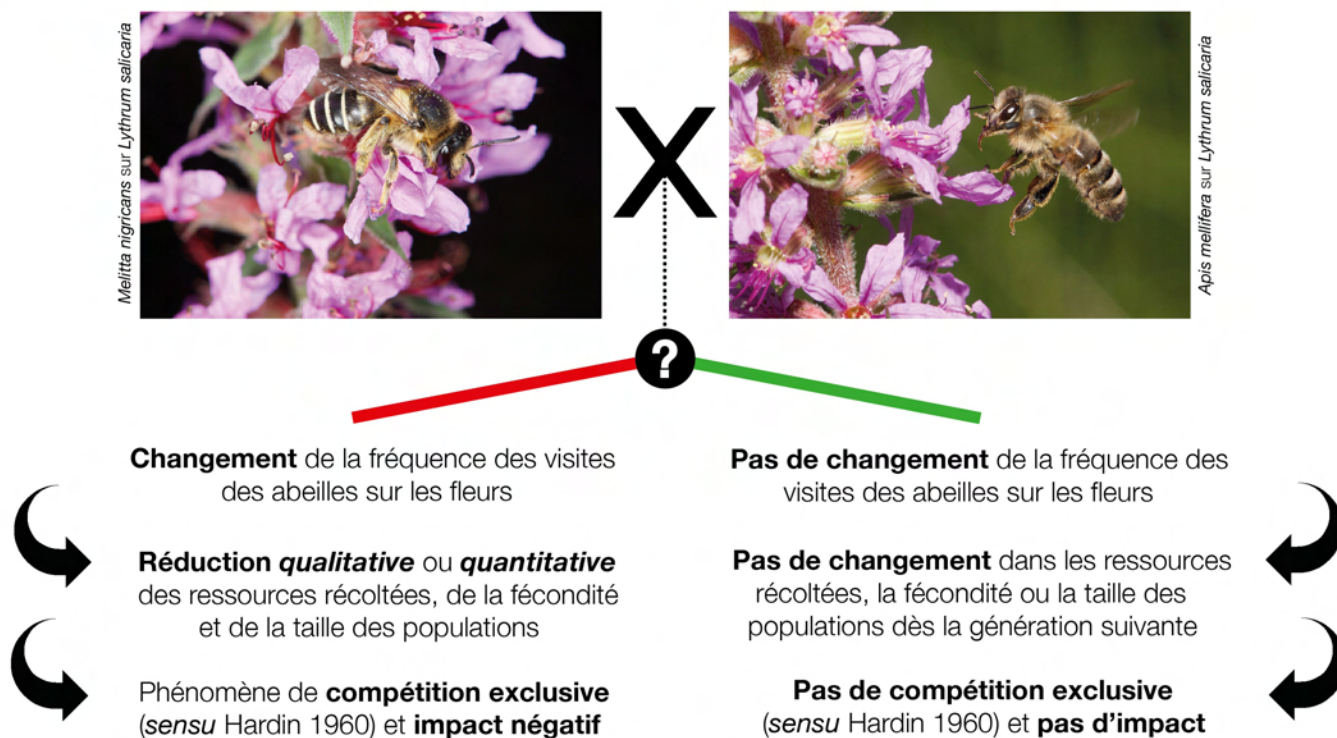 Melitta nigricans sur Lythrum salicaria
X
Apis mellifera sur Lythrum salicaria
?
Changement de la fréquence des visites
des abeilles sur les fleurs
Réduction qualitative ou quantitative
des ressources récoltées, de la fécondité
et de la taille des populations
Phénomène de compétition exclusive
(sensu Hardin 1960) et impact négatif
Pas de changement de la fréquence des
visites des abeilles sur les fleurs
Pas de changement dans les ressources
récoltées, la fécondité ou la taille des
populations dès la génération suivante
Pas de compétition exclusive
(sensu Hardin 1960) et pas d'impact